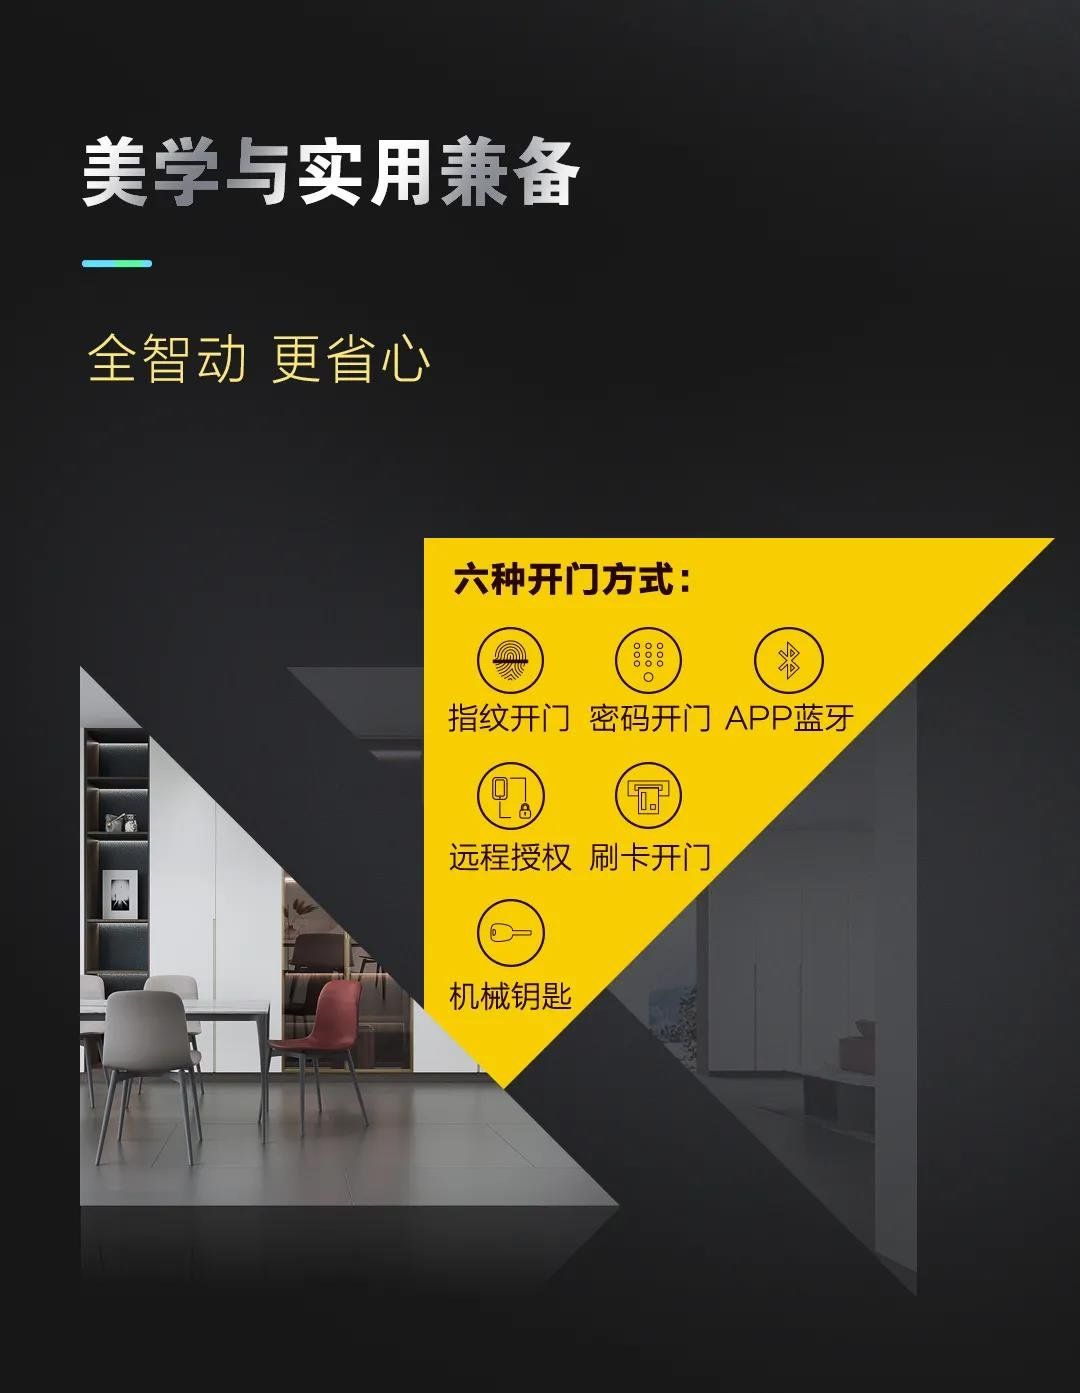 美学与实用兼备
全智动 更省心
六种开门方式：
指纹开门 密码开门 APP蓝牙
远程授权 刷卡开门
机械钥匙